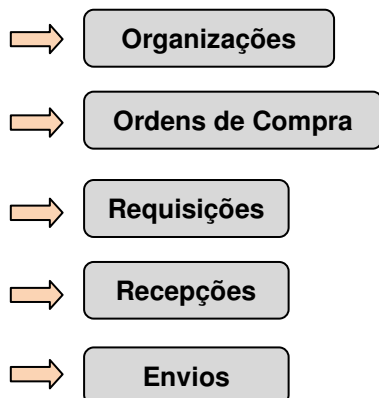 Organizações
Ordens de Compra
Requisições
Recepções
Envios